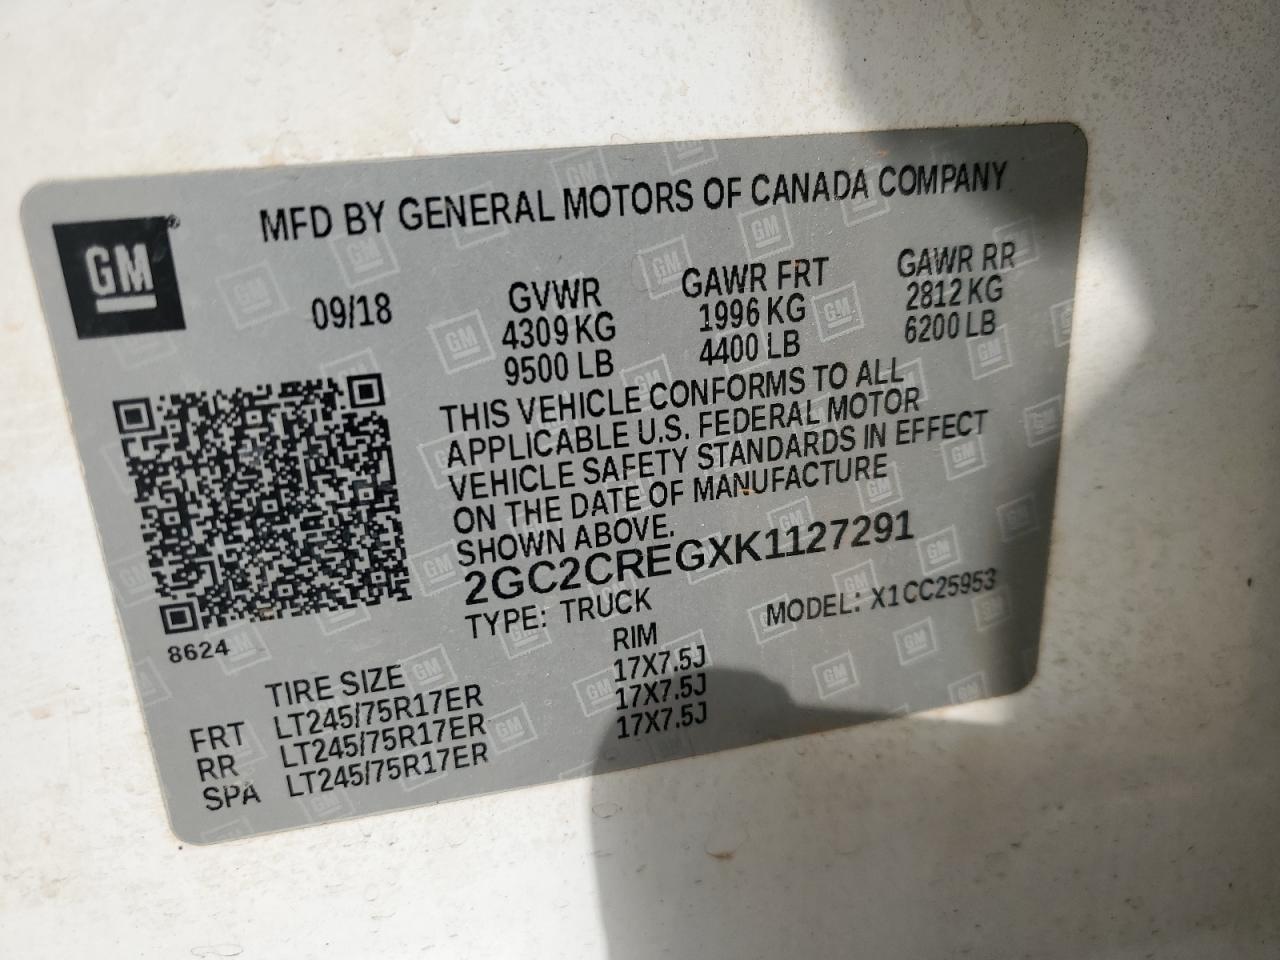 GM®
MFD BY GENERAL MOTORS OF CANADA COMPANY
09/18
GVWR
4309 KG
9500 LB
GAWR FRT
1996 KG
4400 LB
GAWR RR
2812 KG
6200 LB
THIS VEHICLE CONFORMS TO ALL
APPLICABLE U.S. FEDERAL MOTOR
VEHICLE SAFETY STANDARDS IN EFFECT
ON THE DATE OF MANUFACTURE
SHOWN ABOVE.
2GC2CREGXK1127291
TYPE: TRUCK
MODEL: X1CC25953
8624
TIRE SIZE RIM
FRT LT245/75R17ER 17X7.5J
RR LT245/75R17ER 17X7.5J
SPA LT245/75R17ER 17X7.5J